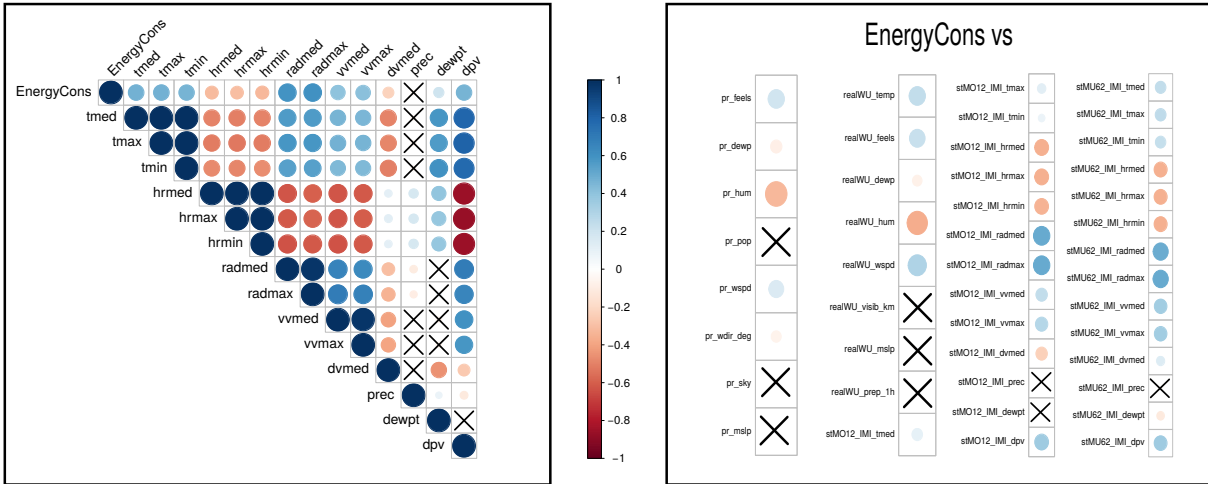 EnergyCons
tmed
tmax
tmin
hrmed
hrmax
hrmin
radmed
radmax
vvmed
vvmax
dvmed
prec
dewpt
dpv
EnergyCons
tmed
tmax
tmin
hrmed
hrmax
hrmin
radmed
radmax
vvmed
vvmax
dvmed
prec
dewpt
dpv
1
0.8
0.6
0.4
0.2
0
−0.2
−0.4
−0.6
−0.8
−1
EnergyCons vs
pr_feels
pr_dewp
pr_hum
pr_pop
pr_wspd
pr_wdir_deg
pr_sky
pr_mslp
realWU_temp
realWU_feels
realWU_dewp
realWU_hum
realWU_wspd
realWU_visib_km
realWU_mslp
realWU_prep_1h
stMO12_IMI_tmed
stMO12_IMI_tmax
stMO12_IMI_tmin
stMO12_IMI_hrmed
stMO12_IMI_hrmax
stMO12_IMI_hrmin
stMO12_IMI_radmed
stMO12_IMI_radmax
stMO12_IMI_vvmed
stMO12_IMI_vvmax
stMO12_IMI_dvmed
stMO12_IMI_prec
stMO12_IMI_dewpt
stMO12_IMI_dpv
stMU62_IMI_tmed
stMU62_IMI_tmax
stMU62_IMI_tmin
stMU62_IMI_hrmed
stMU62_IMI_hrmax
stMU62_IMI_hrmin
stMU62_IMI_radmed
stMU62_IMI_radmax
stMU62_IMI_vvmed
stMU62_IMI_vvmax
stMU62_IMI_dvmed
stMU62_IMI_prec
stMU62_IMI_dewpt
stMU62_IMI_dpv